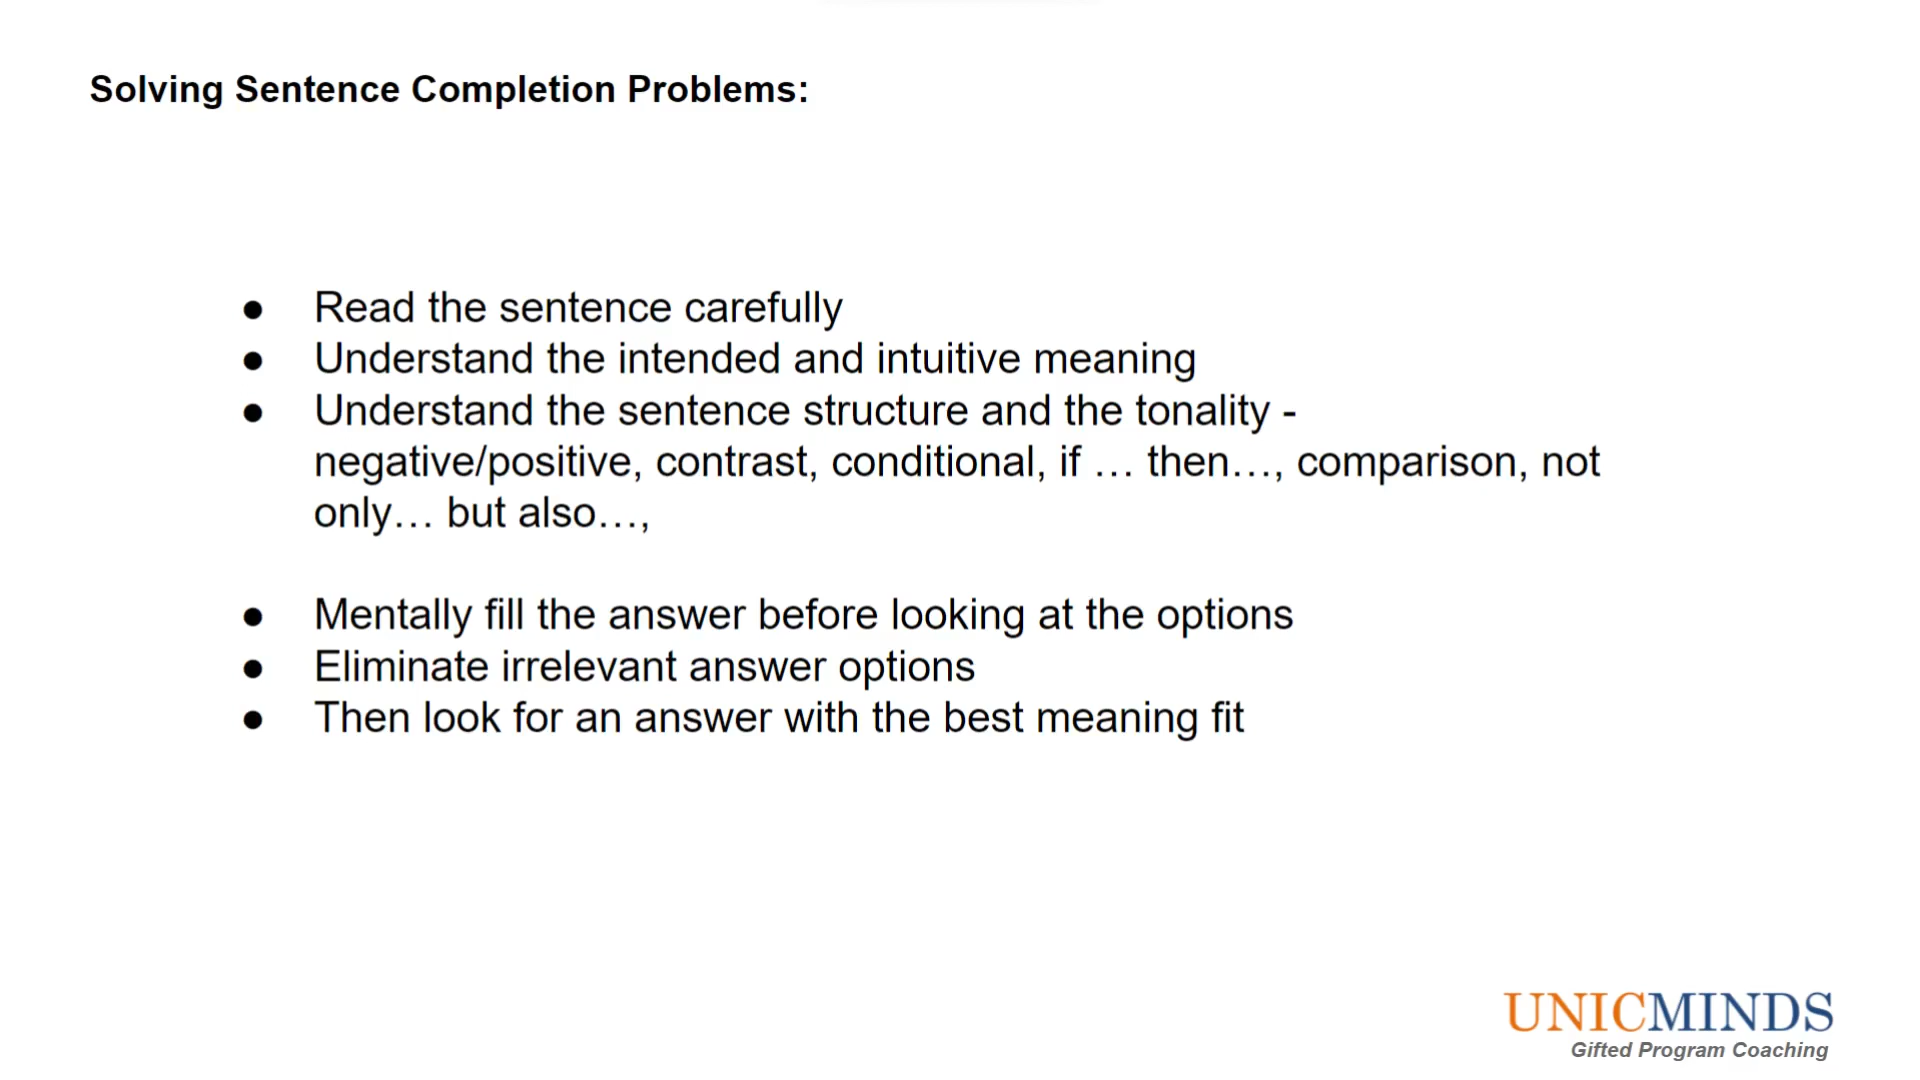 Solving Sentence Completion Problems:
● Read the sentence carefully
● Understand the intended and intuitive meaning
● Understand the sentence structure and the tonality -
negative/positive, contrast, conditional, if … then…, comparison, not
only… but also…,
● Mentally fill the answer before looking at the options
● Eliminate irrelevant answer options
● Then look for an answer with the best meaning fit
UNICMINDS
Gifted Program Coaching